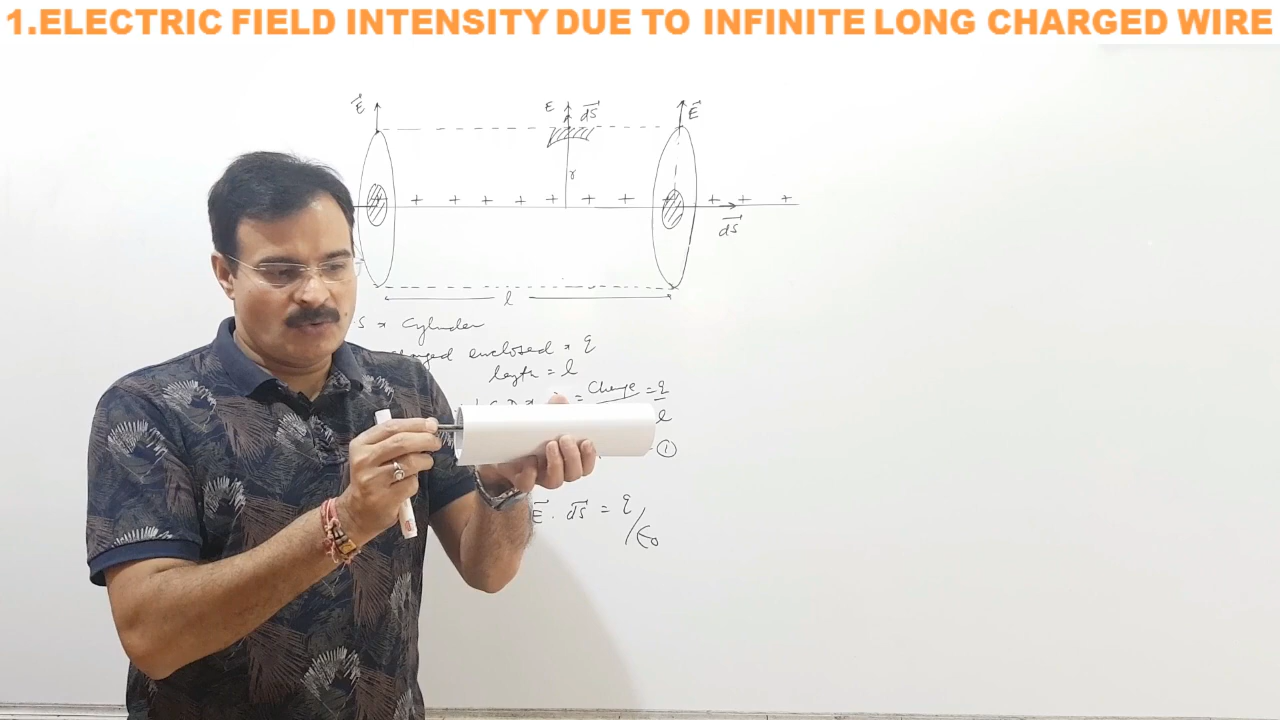 1.ELECTRIC FIELD INTENSITY DUE TO INFINITE LONG CHARGED WIRE
E⃗ E dS⃗ E⃗
r
+ + + + + + + + + +
dS⃗
l
S * Cylinder
charged enclosed * q
length = l
= Charge = q
l
①
E⃗ . dS⃗ = q
/ε₀